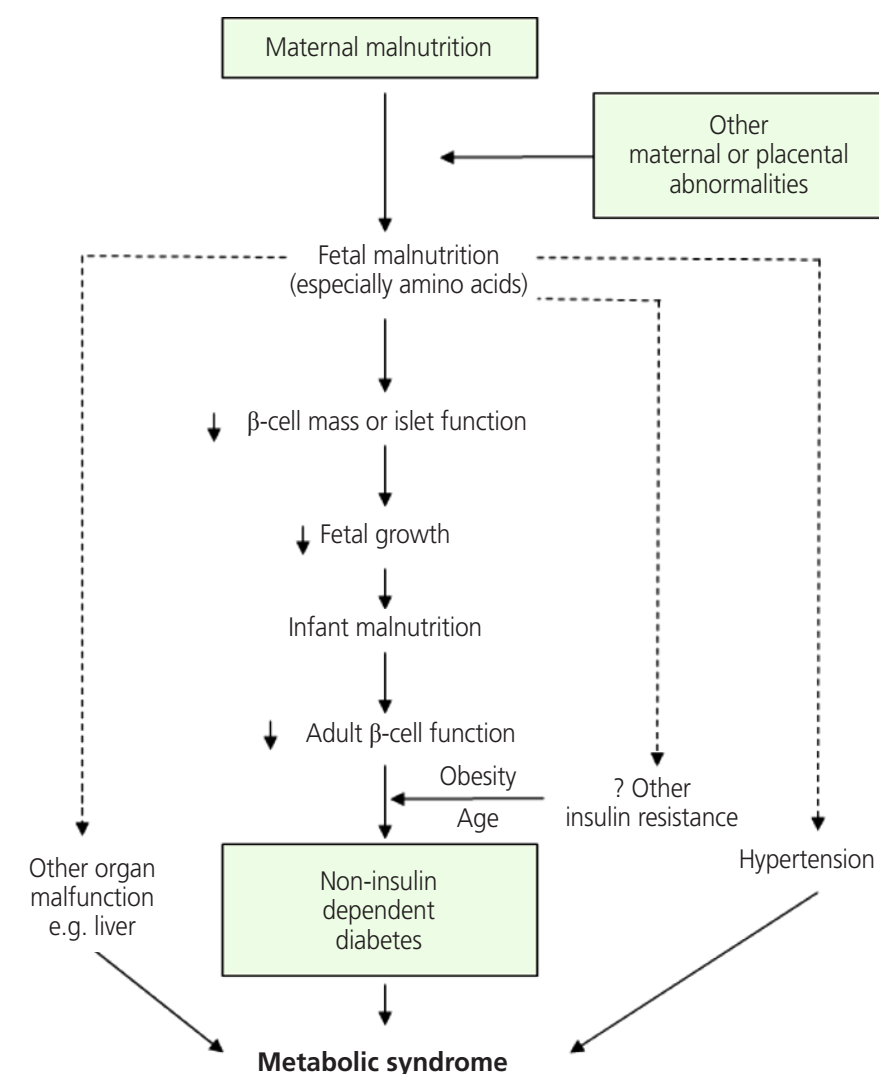 Maternal malnutrition
Other
maternal or placental
abnormalities
Fetal malnutrition
(especially amino acids)
β-cell mass or islet function
Fetal growth
Infant malnutrition
Adult β-cell function
Obesity
Age
? Other
insulin resistance
Hypertension
Other organ
malfunction
e.g. liver
Non-insulin
dependent
diabetes
Metabolic syndrome